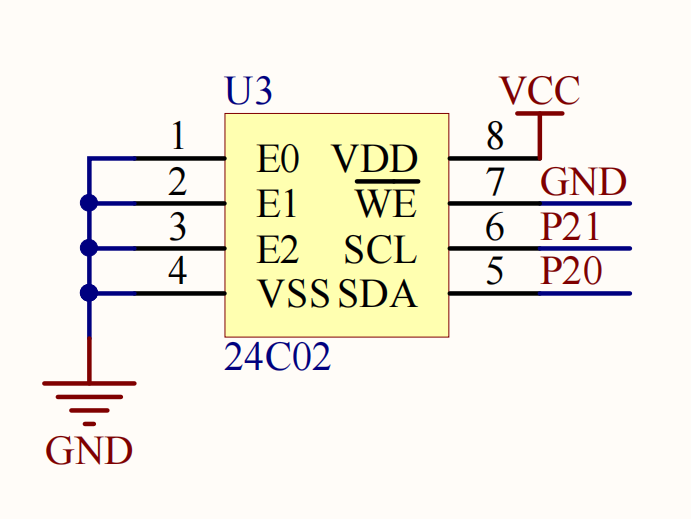 U3
VCC
1 E0 VDD 8
2 E1 WE 7 GND
3 E2 SCL 6 P21
4 VSS SDA 5 P20
24C02
GND